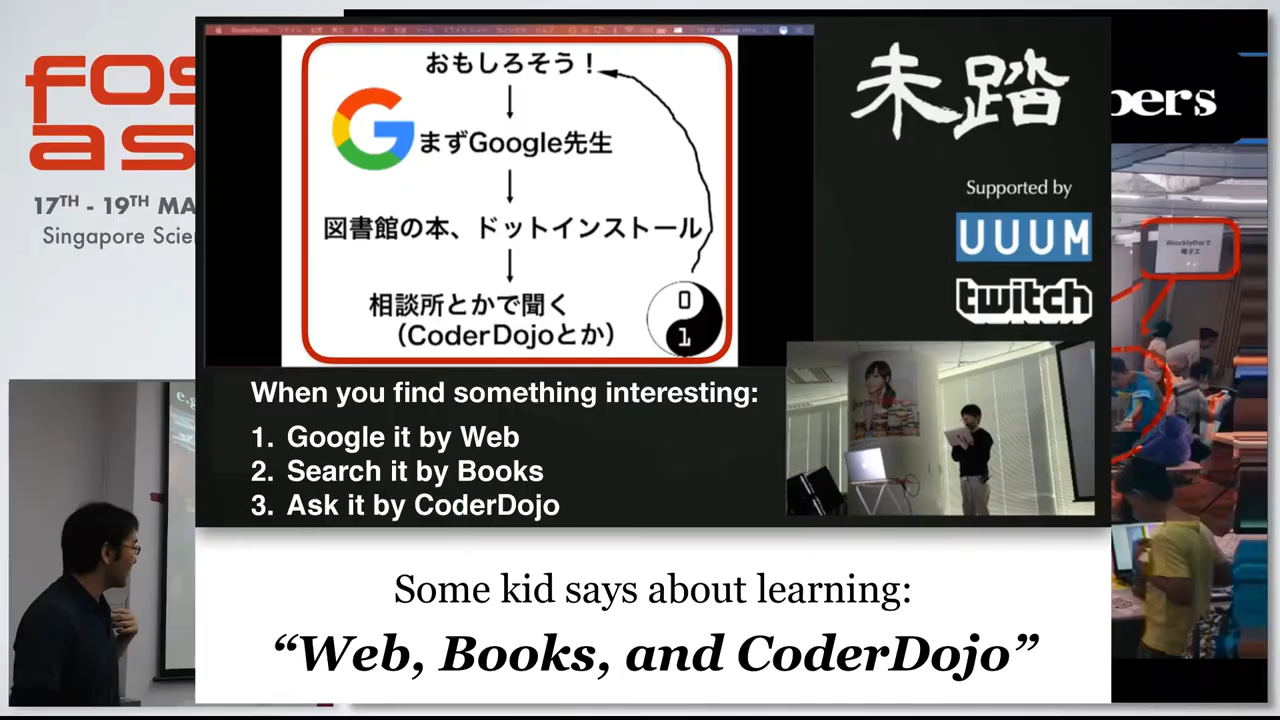 fos
as
17TH - 19TH MA
Singapore Scien
おもしろそう！
まずGoogle先生
図書館の本、ドットインストール
相談所とかで聞く
（CoderDojoとか）
0
1
未踏
Supported by
UUUM
twitch
When you find something interesting:
1. Google it by Web
2. Search it by Books
3. Ask it by CoderDojo
Some kid says about learning:
“Web, Books, and CoderDojo”
bers
e.g